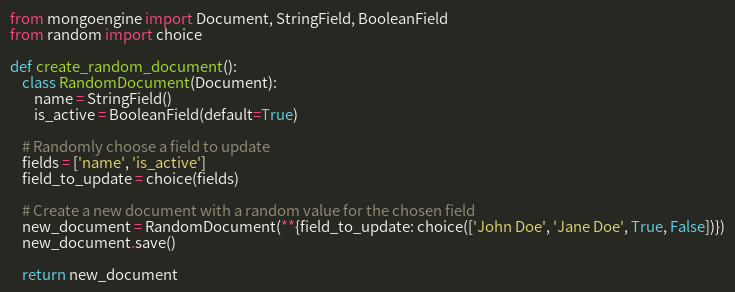 from mongoengine import Document, StringField, BooleanField
from random import choice

def create_random_document():
    class RandomDocument(Document):
        name = StringField()
        is_active = BooleanField(default=True)

    # Randomly choose a field to update
    fields = ['name', 'is_active']
    field_to_update = choice(fields)

    # Create a new document with a random value for the chosen field
    new_document = RandomDocument(**{field_to_update: choice(['John Doe', 'Jane Doe', True, False])})
    new_document.save()

    return new_document